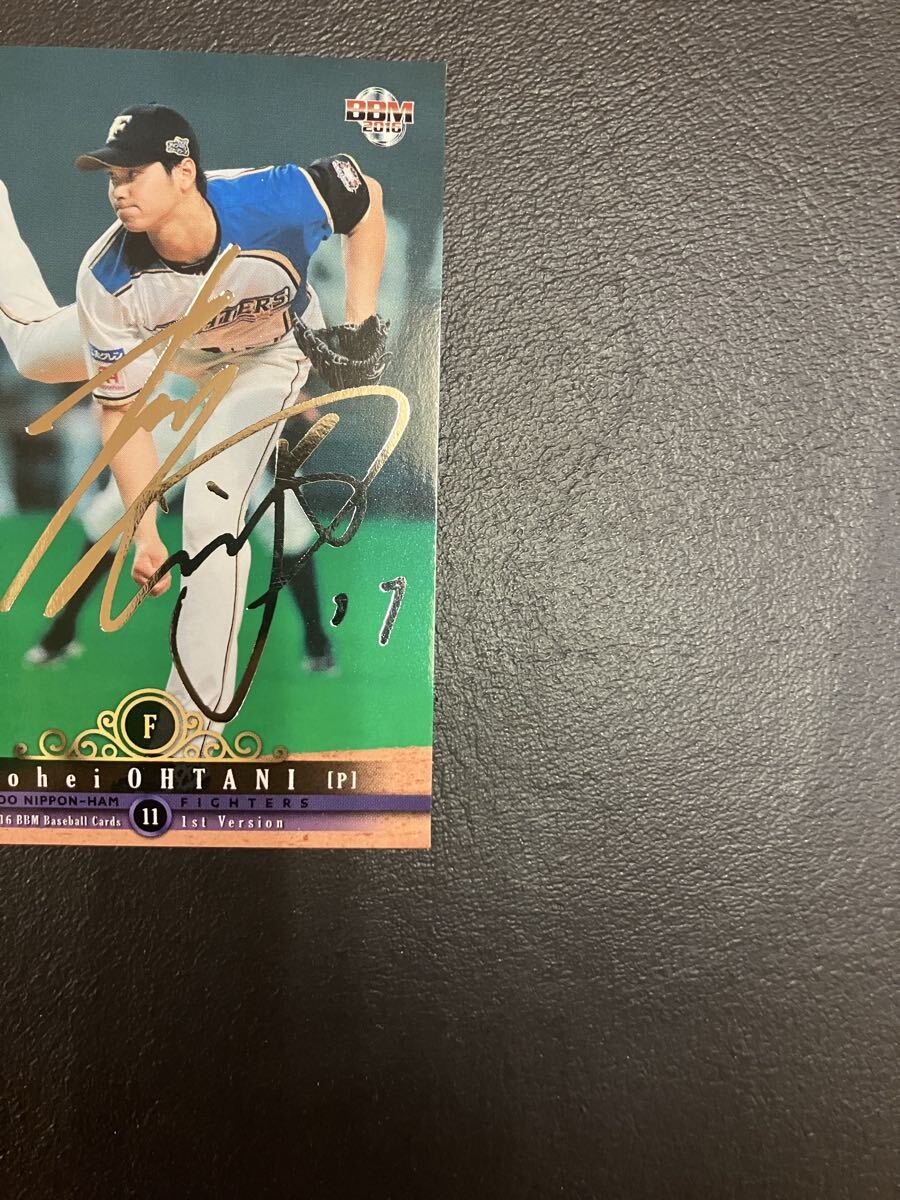 BBM
2016
F
FIGHTERS
'17
F
ohei OHTANI [P]
DO NIPPON-HAM 11 FIGHTERS
16 BBM Baseball Cards 1st Version